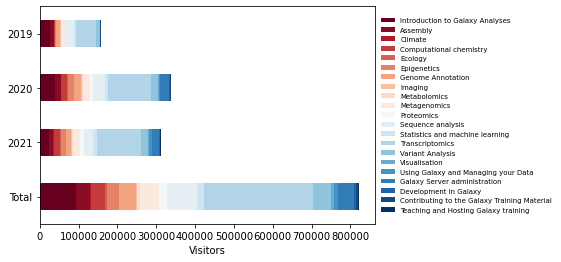 2019
2020
2021
Total
0 100000 200000 300000 400000 500000 600000 700000 800000
Visitors
Introduction to Galaxy Analyses
Assembly
Climate
Computational chemistry
Ecology
Epigenetics
Genome Annotation
Imaging
Metabolomics
Metagenomics
Proteomics
Sequence analysis
Statistics and machine learning
Transcriptomics
Variant Analysis
Visualisation
Using Galaxy and Managing your Data
Galaxy Server administration
Development in Galaxy
Contributing to the Galaxy Training Material
Teaching and Hosting Galaxy training